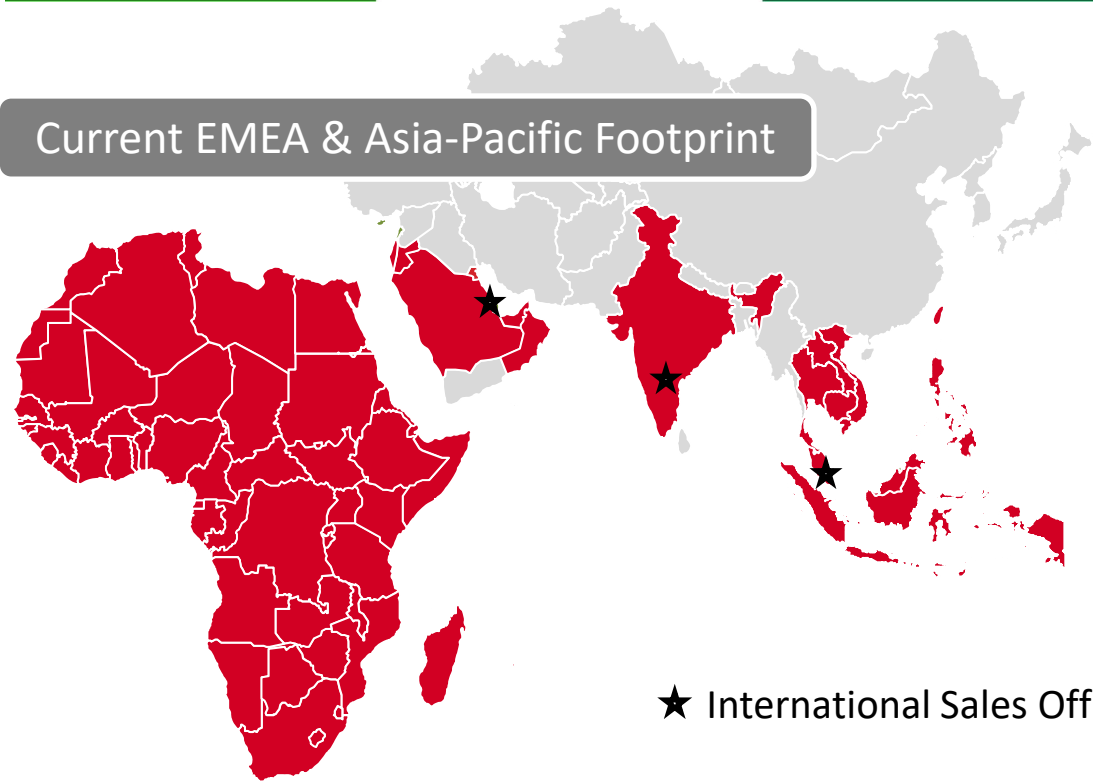 Current EMEA & Asia-Pacific Footprint
★ International Sales Off